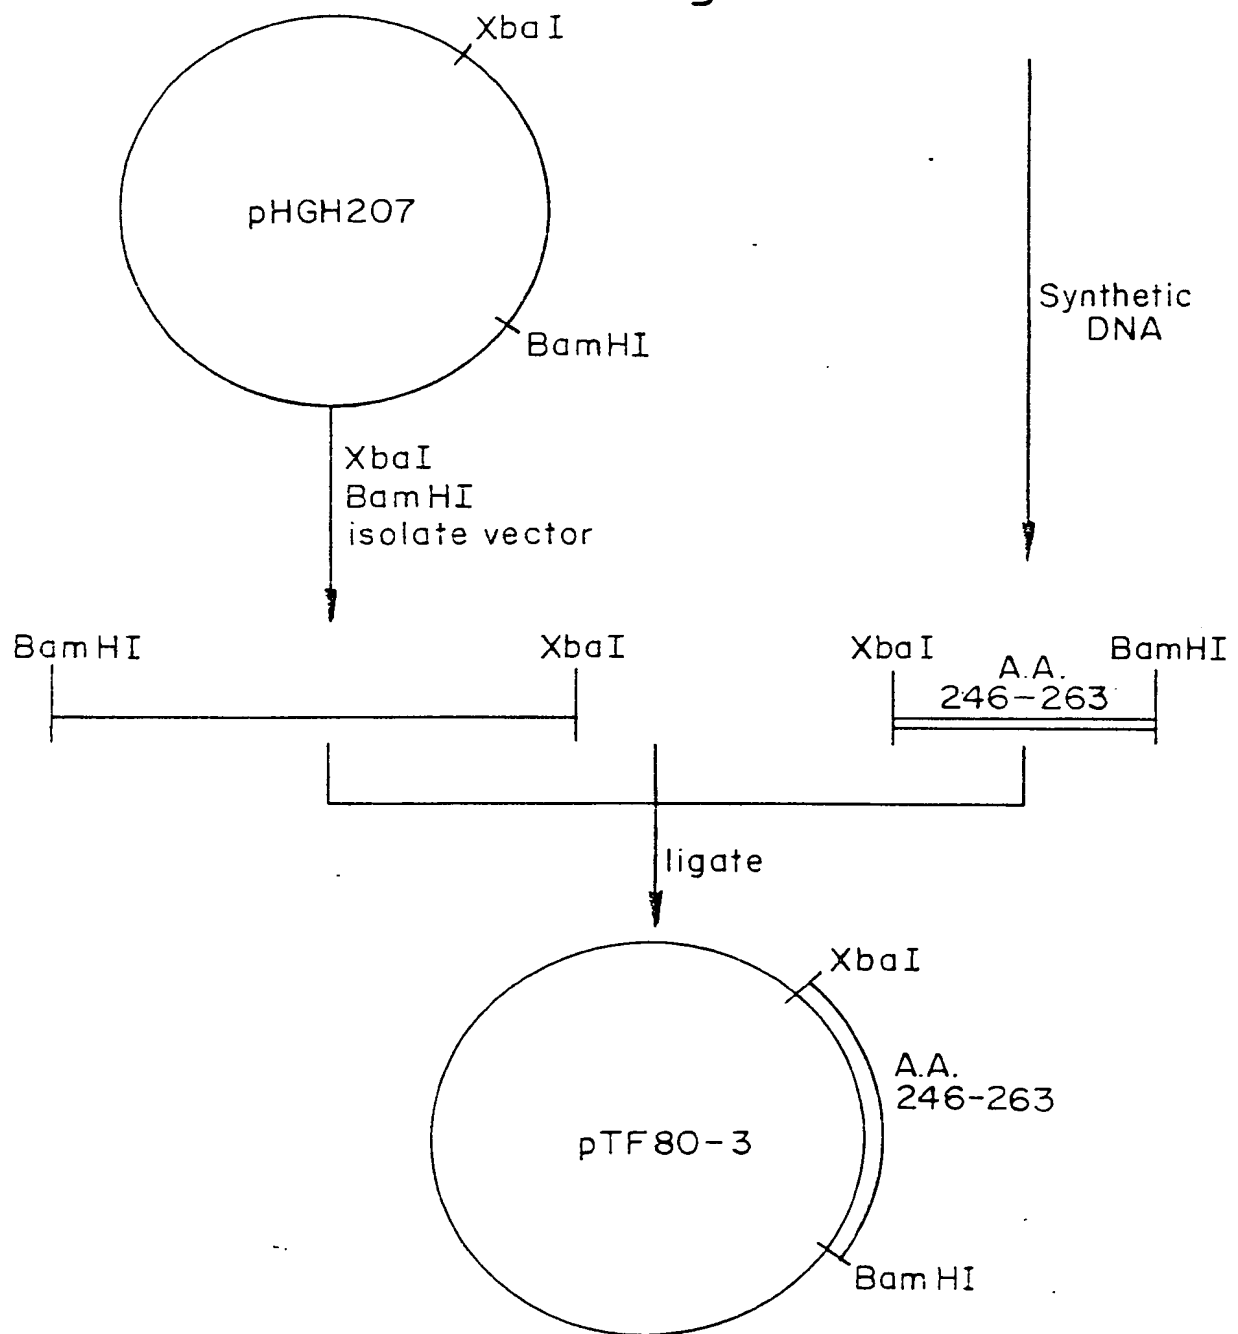 XbaI
pHGH207
BamHI
Synthetic
DNA
XbaI
BamHI
isolate vector
BamHI
XbaI
XbaI
A.A.
246-263
BamHI
ligate
XbaI
A.A.
246-263
pTF80-3
BamHI